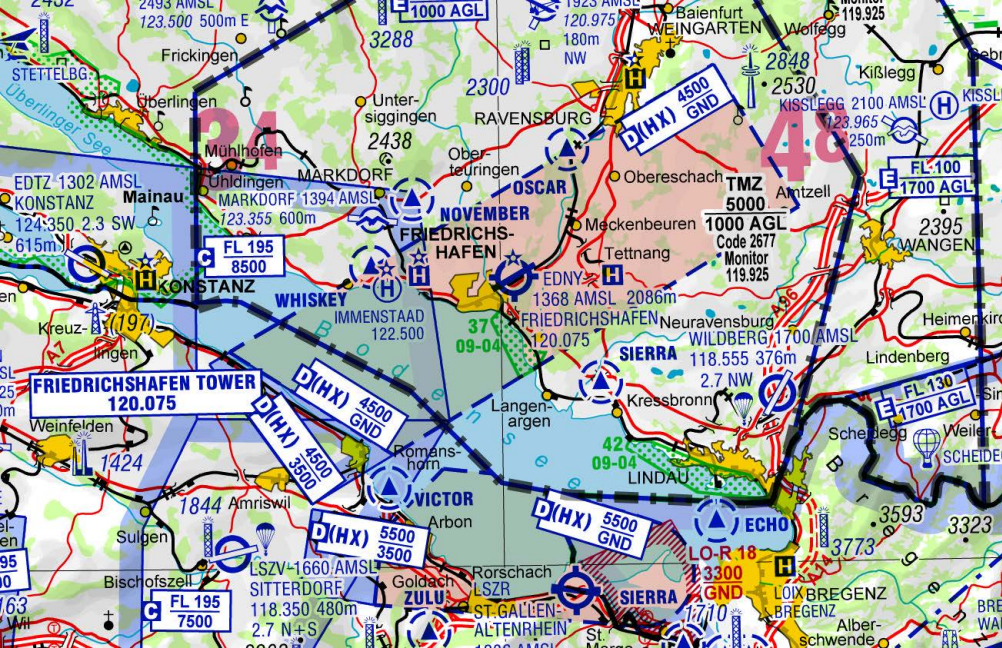 2432
2493 AMSL
123.500 500m E
E
1000 AGL
3288
1923 AMSL
120.975
180m
NW
Baienfurt
WEINGARTEN
Monitor
119.925
Wolfegg
2848
2530
Kißlegg
Frickingen
STETTELBG.
Überlinger See
Überlingen
Unter-
siggingen
2438
2300
RAVENSBURG
D(HX) 4500
GND
KISSLEGG 2100 AMSL
123.965
250m
24
48
Mühlhofen
Uhldingen
MARKDORF
Ober-
teuringen
OSCAR
Obereschach
TMZ
5000
1000 AGL
Code 2677
Monitor
119.925
Amtzell
E
FL 100
1700 AGL
2395
WANGEN
EDTZ 1302 AMSL
KONSTANZ
124.350 2.3 SW
615m
Mainau
MARKDORF 1394 AMSL
123.355 600m
NOVEMBER
FRIEDRICHS-
HAFEN
Meckenbeuren
Tettnang
C
FL 195
8500
KONSTANZ
WHISKEY
IMMENSTAAD
122.500
EDNY
1368 AMSL 2086m
FRIEDRICHSHAFEN
120.075
A96
Kreuz-
lingen
(197)
A7
37
09-04
Neuravensburg
WILDBERG 1700 AMSL
118.555 376m
2.7 NW
SIERRA
Heimenkirch
Lindenberg
FRIEDRICHSHAFEN TOWER
120.075
D(HX) 4500
GND
D(HX) 4500
3500
Bodensee
Langen-
argen
Kressbronn
E
FL 130
1700 AGL
Weinfelden
1424
Romans-
horn
42
09-04
LINDAU
Scheidegg
Weiler-
1844
Amriswil
Sulgen
VICTOR
Arbon
D(HX) 5500
3500
D(HX) 5500
GND
ECHO
3593
3323
3773
Bischofszell
LSZV 1660 AMSL
SITTERDORF
118.350 480m
2.7 N+S
C
FL 195
7500
163
Wil
Goldach
ZULU
Rorschach
LSZR
ST. GALLEN-
ALTENRHEIN
SIERRA
LO-R 18
3300
GND
1710
A14
LOIX BREGENZ
BREGENZ
Alber-
schwende
St.